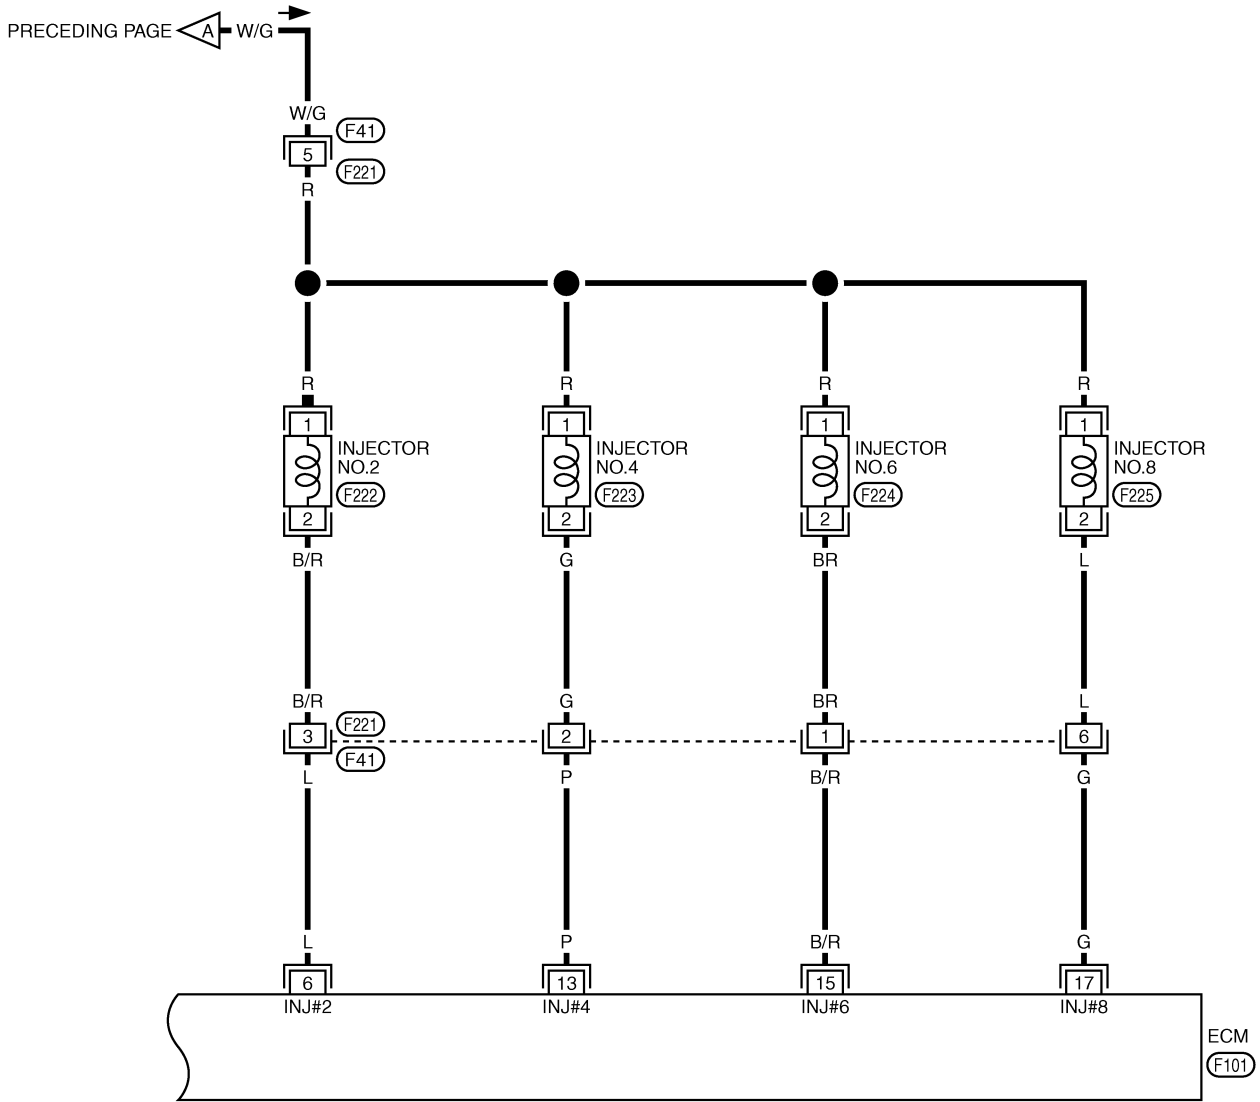 PRECEDING PAGE A W/G
W/G
F41
5
F221
R
R R R R
1 1 1 1
INJECTOR NO.2 F222
INJECTOR NO.4 F223
INJECTOR NO.6 F224
INJECTOR NO.8 F225
2 2 2 2
B/R G BR L
B/R G BR L
F221
3 2 1 6
F41
L P B/R G
L P B/R G
6 13 15 17
INJ#2 INJ#4 INJ#6 INJ#8
ECM
F101